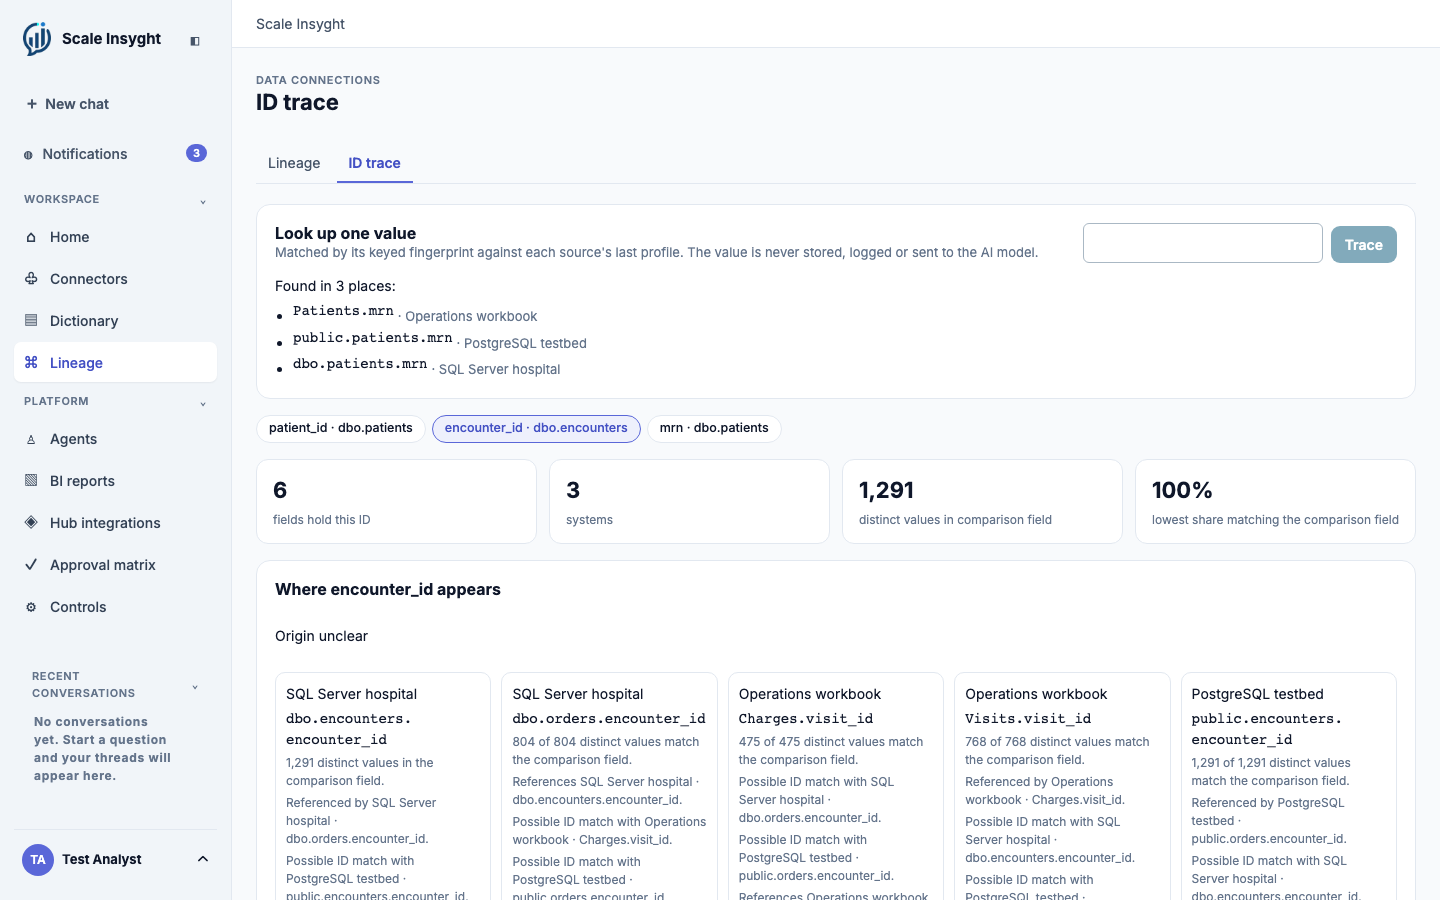 Scale Insyght
Scale Insyght
+ New chat
Notifications
3
WORKSPACE
Home
Connectors
Dictionary
Lineage
PLATFORM
Agents
BI reports
Hub integrations
Approval matrix
Controls
RECENT
CONVERSATIONS
No conversations
yet. Start a question
and your threads will
appear here.
TA
Test Analyst
DATA CONNECTIONS
ID trace
Lineage
ID trace
Look up one value
Matched by its keyed fingerprint against each source's last profile. The value is never stored, logged or sent to the AI model.
Trace
Found in 3 places:
Patients.mrn · Operations workbook
public.patients.mrn · PostgreSQL testbed
dbo.patients.mrn · SQL Server hospital
patient_id · dbo.patients
encounter_id · dbo.encounters
mrn · dbo.patients
6
fields hold this ID
3
systems
1,291
distinct values in comparison field
100%
lowest share matching the comparison field
Where encounter_id appears
Origin unclear
SQL Server hospital
dbo.encounters.
encounter_id
1,291 distinct values in the
comparison field.
Referenced by SQL Server
hospital ·
dbo.orders.encounter_id.
Possible ID match with
PostgreSQL testbed ·
public.encounters.encounter_id.
SQL Server hospital
dbo.orders.encounter_id
804 of 804 distinct values match
the comparison field.
References SQL Server hospital ·
dbo.encounters.encounter_id.
Possible ID match with Operations
workbook · Charges.visit_id.
Possible ID match with
PostgreSQL testbed ·
public.orders.encounter_id.
Operations workbook
Charges.visit_id
475 of 475 distinct values match
the comparison field.
Possible ID match with SQL
Server hospital ·
dbo.orders.encounter_id.
Possible ID match with
PostgreSQL testbed ·
public.orders.encounter_id.
References Operations workbook
Operations workbook
Visits.visit_id
768 of 768 distinct values match
the comparison field.
Referenced by Operations
workbook · Charges.visit_id.
Possible ID match with SQL
Server hospital ·
dbo.encounters.encounter_id.
Possible ID match with
PostgreSQL testbed ·
PostgreSQL testbed
public.encounters.
encounter_id
1,291 of 1,291 distinct values
match the comparison field.
Referenced by PostgreSQL
testbed ·
public.orders.encounter_id.
Possible ID match with SQL
Server hospital ·
dbo.encounters.encounter_id.